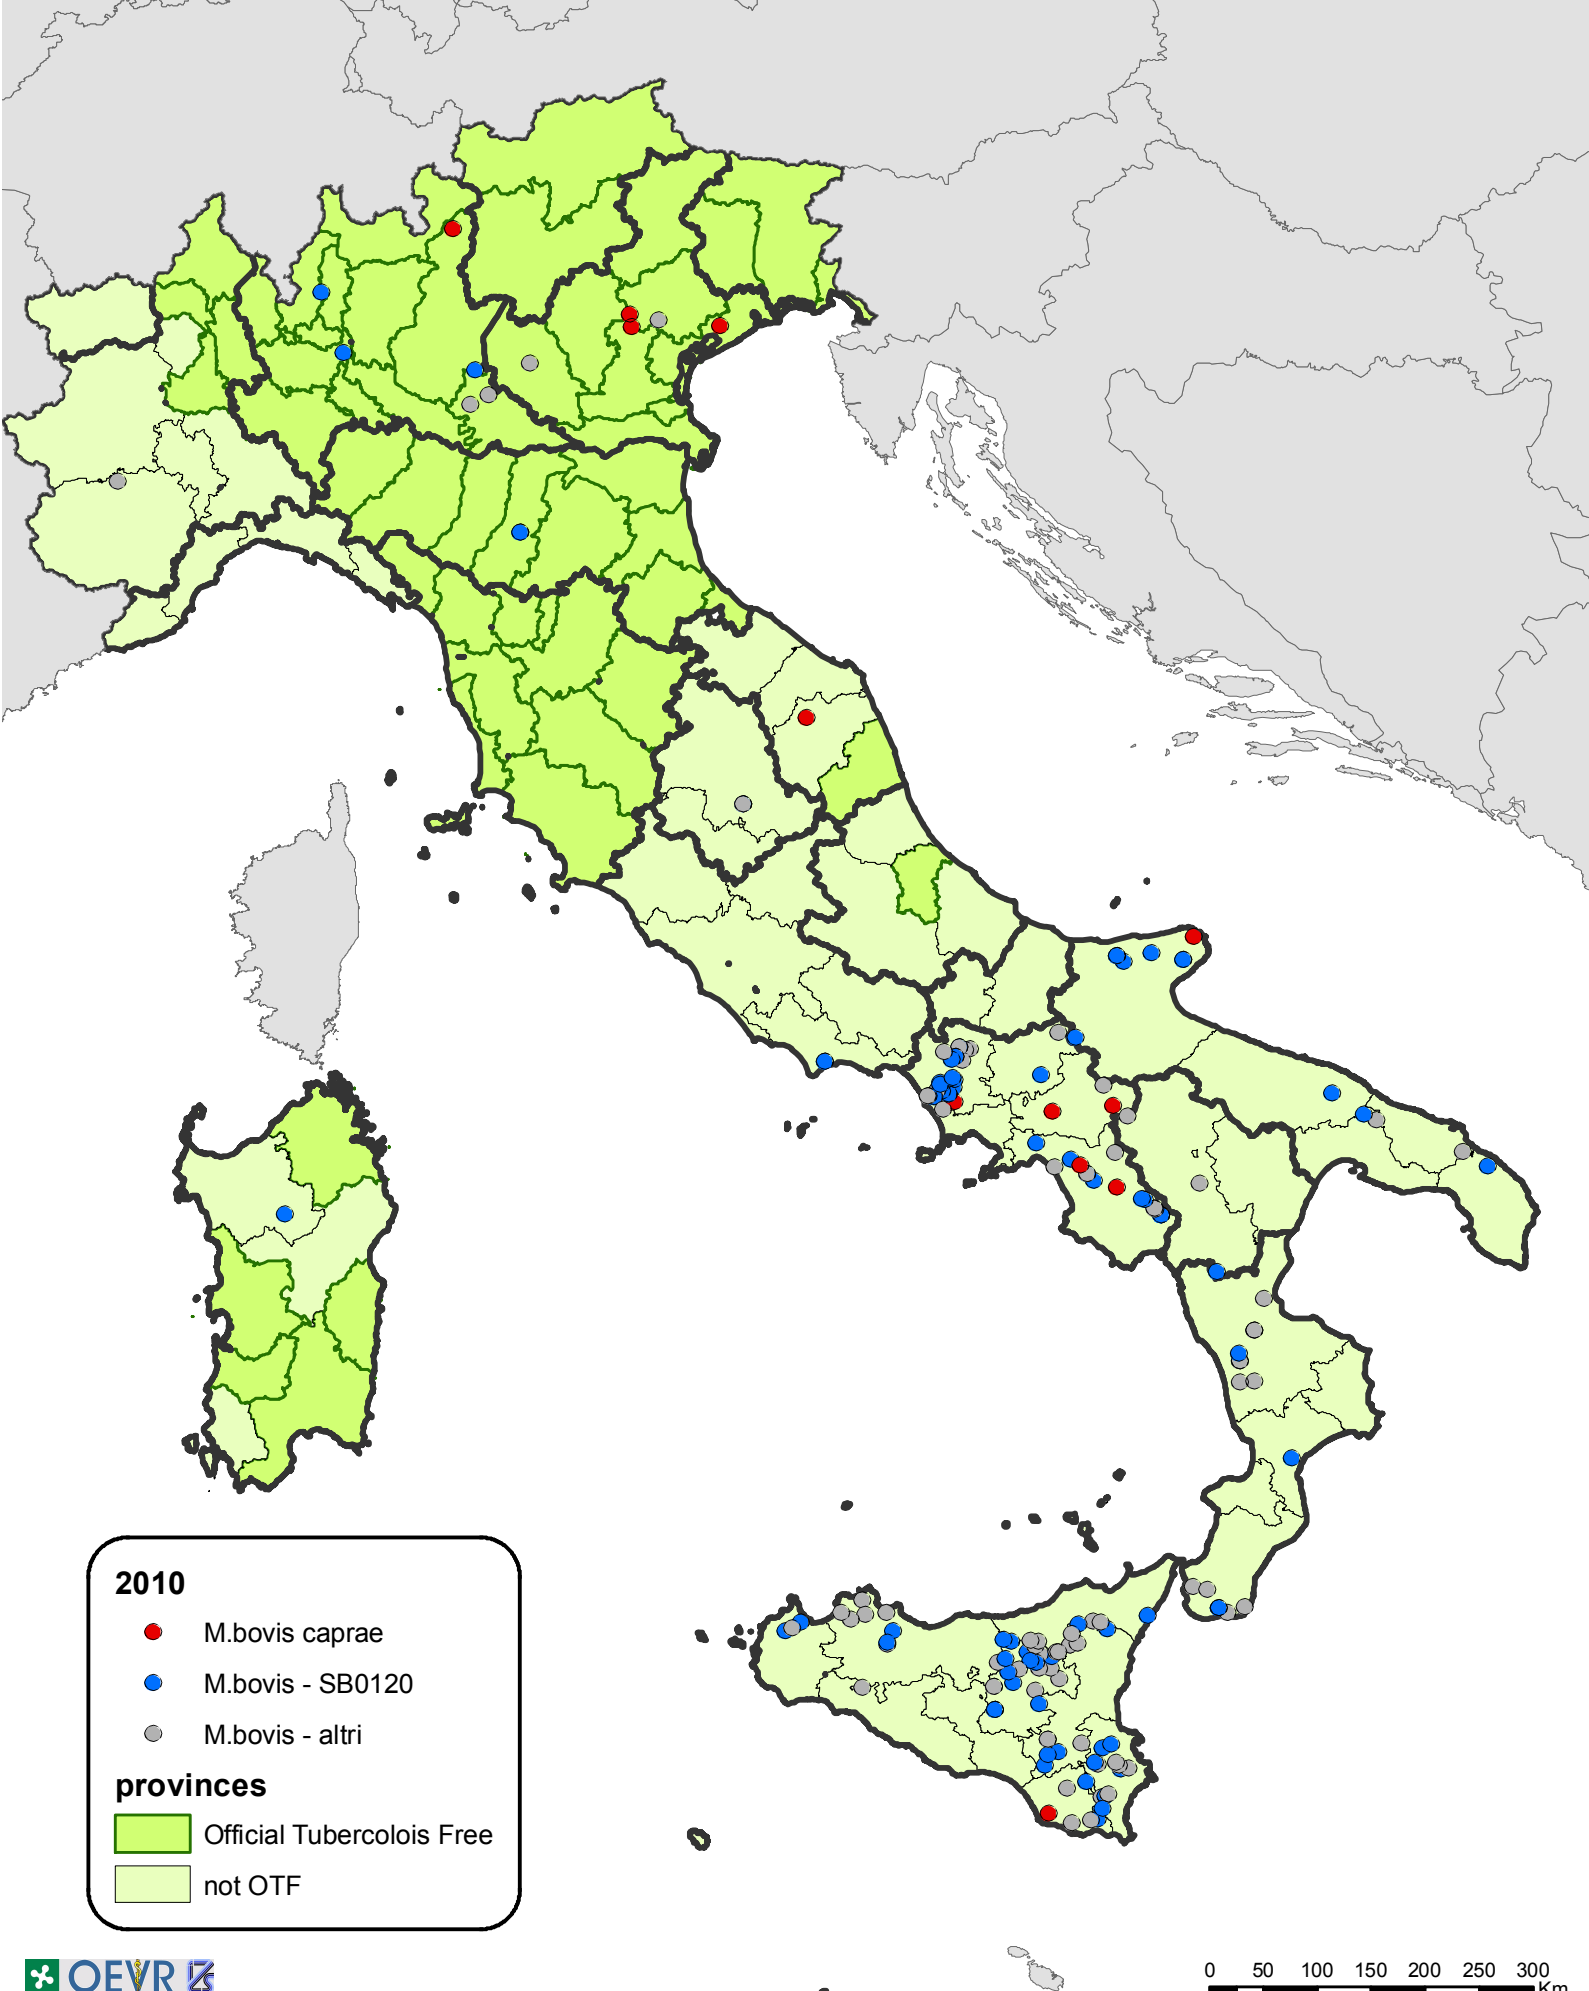 2010
M.bovis caprae
M.bovis - SB0120
M.bovis - altri
provinces
Official Tubercolois Free
not OTF
OEVR
0 50 100 150 200 250 300
Km